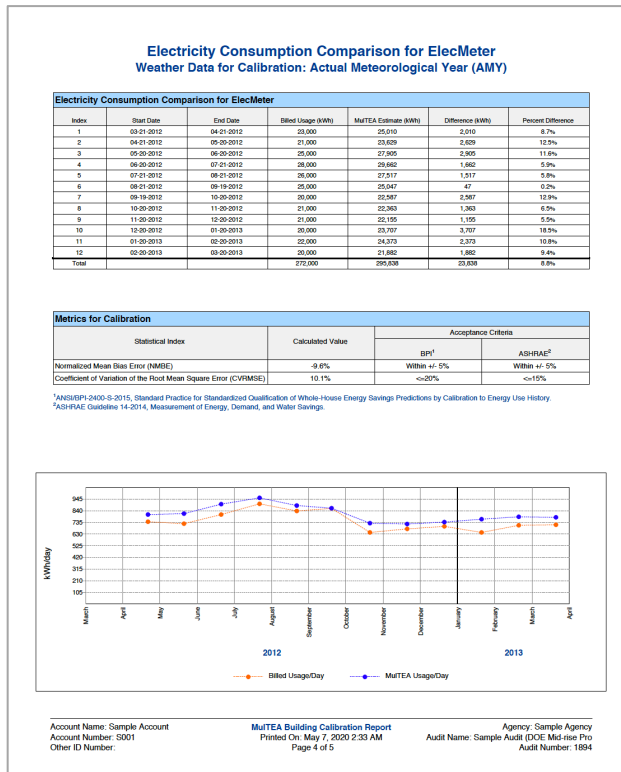 Electricity Consumption Comparison for ElecMeter
Weather Data for Calibration: Actual Meteorological Year (AMY)
Electricity Consumption Comparison for ElecMeter
Index Start Date End Date Billed Usage (kWh) MulTEA Estimate (kWh) Difference (kWh) Percent Difference
1 03-21-2012 04-21-2012 23,000 25,010 2,010 8.7%
2 04-21-2012 05-20-2012 21,000 23,629 2,629 12.5%
3 05-20-2012 06-20-2012 25,000 27,905 2,905 11.6%
4 06-20-2012 07-21-2012 28,000 29,662 1,662 5.9%
5 07-21-2012 08-21-2012 26,000 27,517 1,517 5.8%
6 08-21-2012 09-19-2012 25,000 25,047 47 0.2%
7 09-19-2012 10-20-2012 20,000 22,587 2,587 12.9%
8 10-20-2012 11-20-2012 21,000 22,363 1,363 6.5%
9 11-20-2012 12-20-2012 21,000 22,155 1,155 5.5%
10 12-20-2012 01-20-2013 20,000 23,707 3,707 18.5%
11 01-20-2013 02-20-2013 22,000 24,373 2,373 10.8%
12 02-20-2013 03-20-2013 20,000 21,882 1,882 9.4%
Total 272,000 295,838 23,838 8.8%
Metrics for Calibration
Statistical Index Calculated Value Acceptance Criteria
BPI¹ ASHRAE²
Normalized Mean Bias Error (NMBE) -9.6% Within +/- 5% Within +/- 5%
Coefficient of Variation of the Root Mean Square Error (CVRMSE) 10.1% <=20% <=15%
¹ANSI/BPI-2400-S-2015, Standard Practice for Standardized Qualification of Whole-House Energy Savings Predictions by Calibration to Energy Use History.
²ASHRAE Guideline 14-2014, Measurement of Energy, Demand, and Water Savings.
kWh/day
945
840
735
630
525
420
315
210
105
March April May June July August September October November December January February March April
2012 2013
Billed Usage/Day MulTEA Usage/Day
Account Name: Sample Account MulTEA Building Calibration Report Agency: Sample Agency
Account Number: S001 Printed On: May 7, 2020 2:33 AM Audit Name: Sample Audit (DOE Mid-rise Pro
Other ID Number: Page 4 of 5 Audit Number: 1894